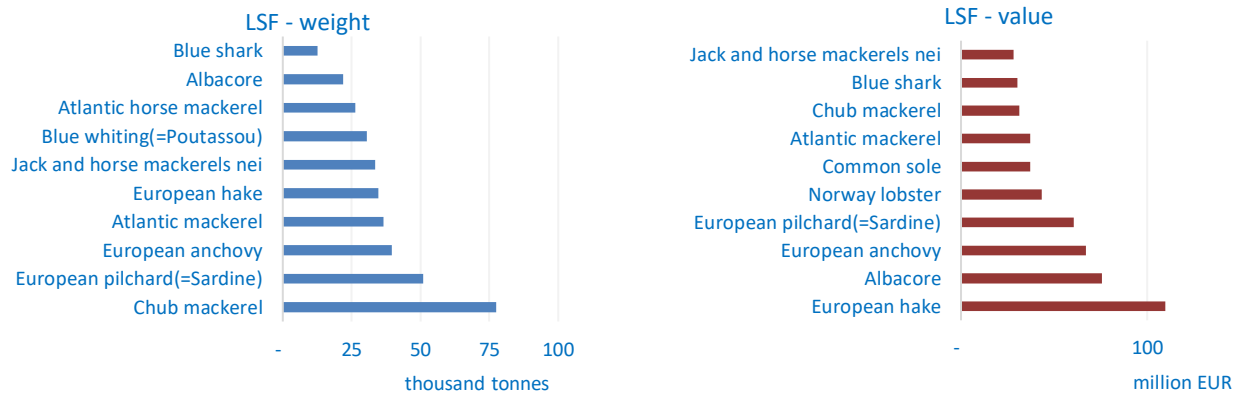 LSF - weight
Blue shark
Albacore
Atlantic horse mackerel
Blue whiting(=Poutassou)
Jack and horse mackerels nei
European hake
Atlantic mackerel
European anchovy
European pilchard(=Sardine)
Chub mackerel
- 25 50 75 100
thousand tonnes
LSF - value
Jack and horse mackerels nei
Blue shark
Chub mackerel
Atlantic mackerel
Common sole
Norway lobster
European pilchard(=Sardine)
European anchovy
Albacore
European hake
- 100
million EUR